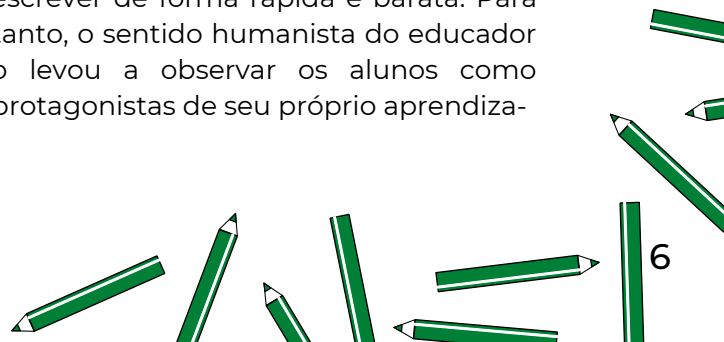 escrever de forma rápida e barata. Para
tanto, o sentido humanista do educador
o levou a observar os alunos como
protagonistas de seu próprio aprendiza-
6